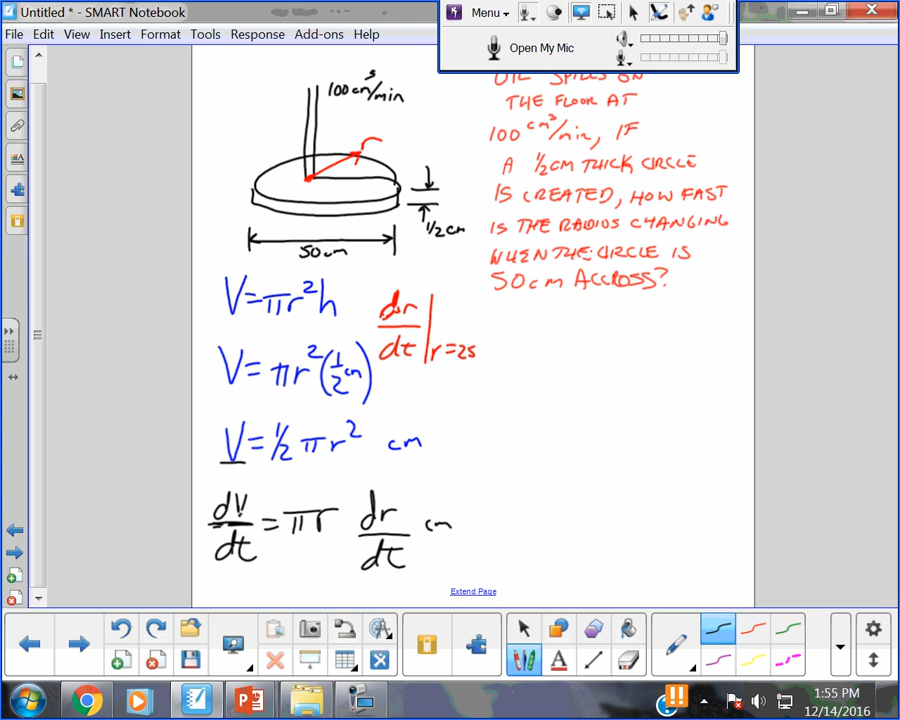 Untitled * - SMART Notebook
Menu
File Edit View Insert Format Tools Response Add-ons Help
Open My Mic
100 cm³/min
r
1/2 cm
50 cm
OIL SPILLS ON
THE FLOOR AT
100 cm³/min, IF
A 1/2 cm THICK CIRCLE
IS CREATED, HOW FAST
IS THE RADIUS CHANGING
WHEN THE CIRCLE IS
50 cm ACCROSS?
V = πr²h
dr/dt | r = 25
V = πr² (1/2 cm)
V = 1/2 πr² cm
dV/dt = πr dr/dt cm
Extend Page
1:55 PM
12/14/2016